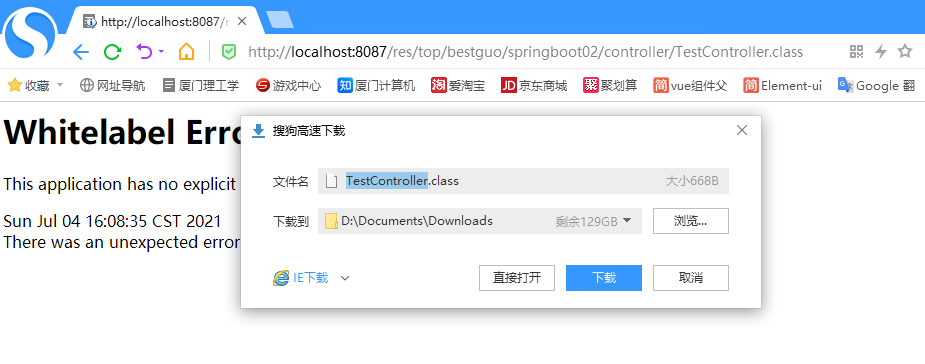 http://localhost:8087/r
http://localhost:8087/res/top/bestguo/springboot02/controller/TestController.class
收藏 网址导航 厦门理工学 游戏中心 知 厦门计算机 淘 爱淘宝 JD 京东商城 聚 聚划算 简 vue组件父 简 Element-ui Google 翻
Whitelabel Erro
搜狗高速下载
This application has no explicit
文件名 TestController.class 大小668B
Sun Jul 04 16:08:35 CST 2021
下载到 D:\Documents\Downloads 剩余129GB 浏览...
There was an unexpected error
IE下载 直接打开 下载 取消